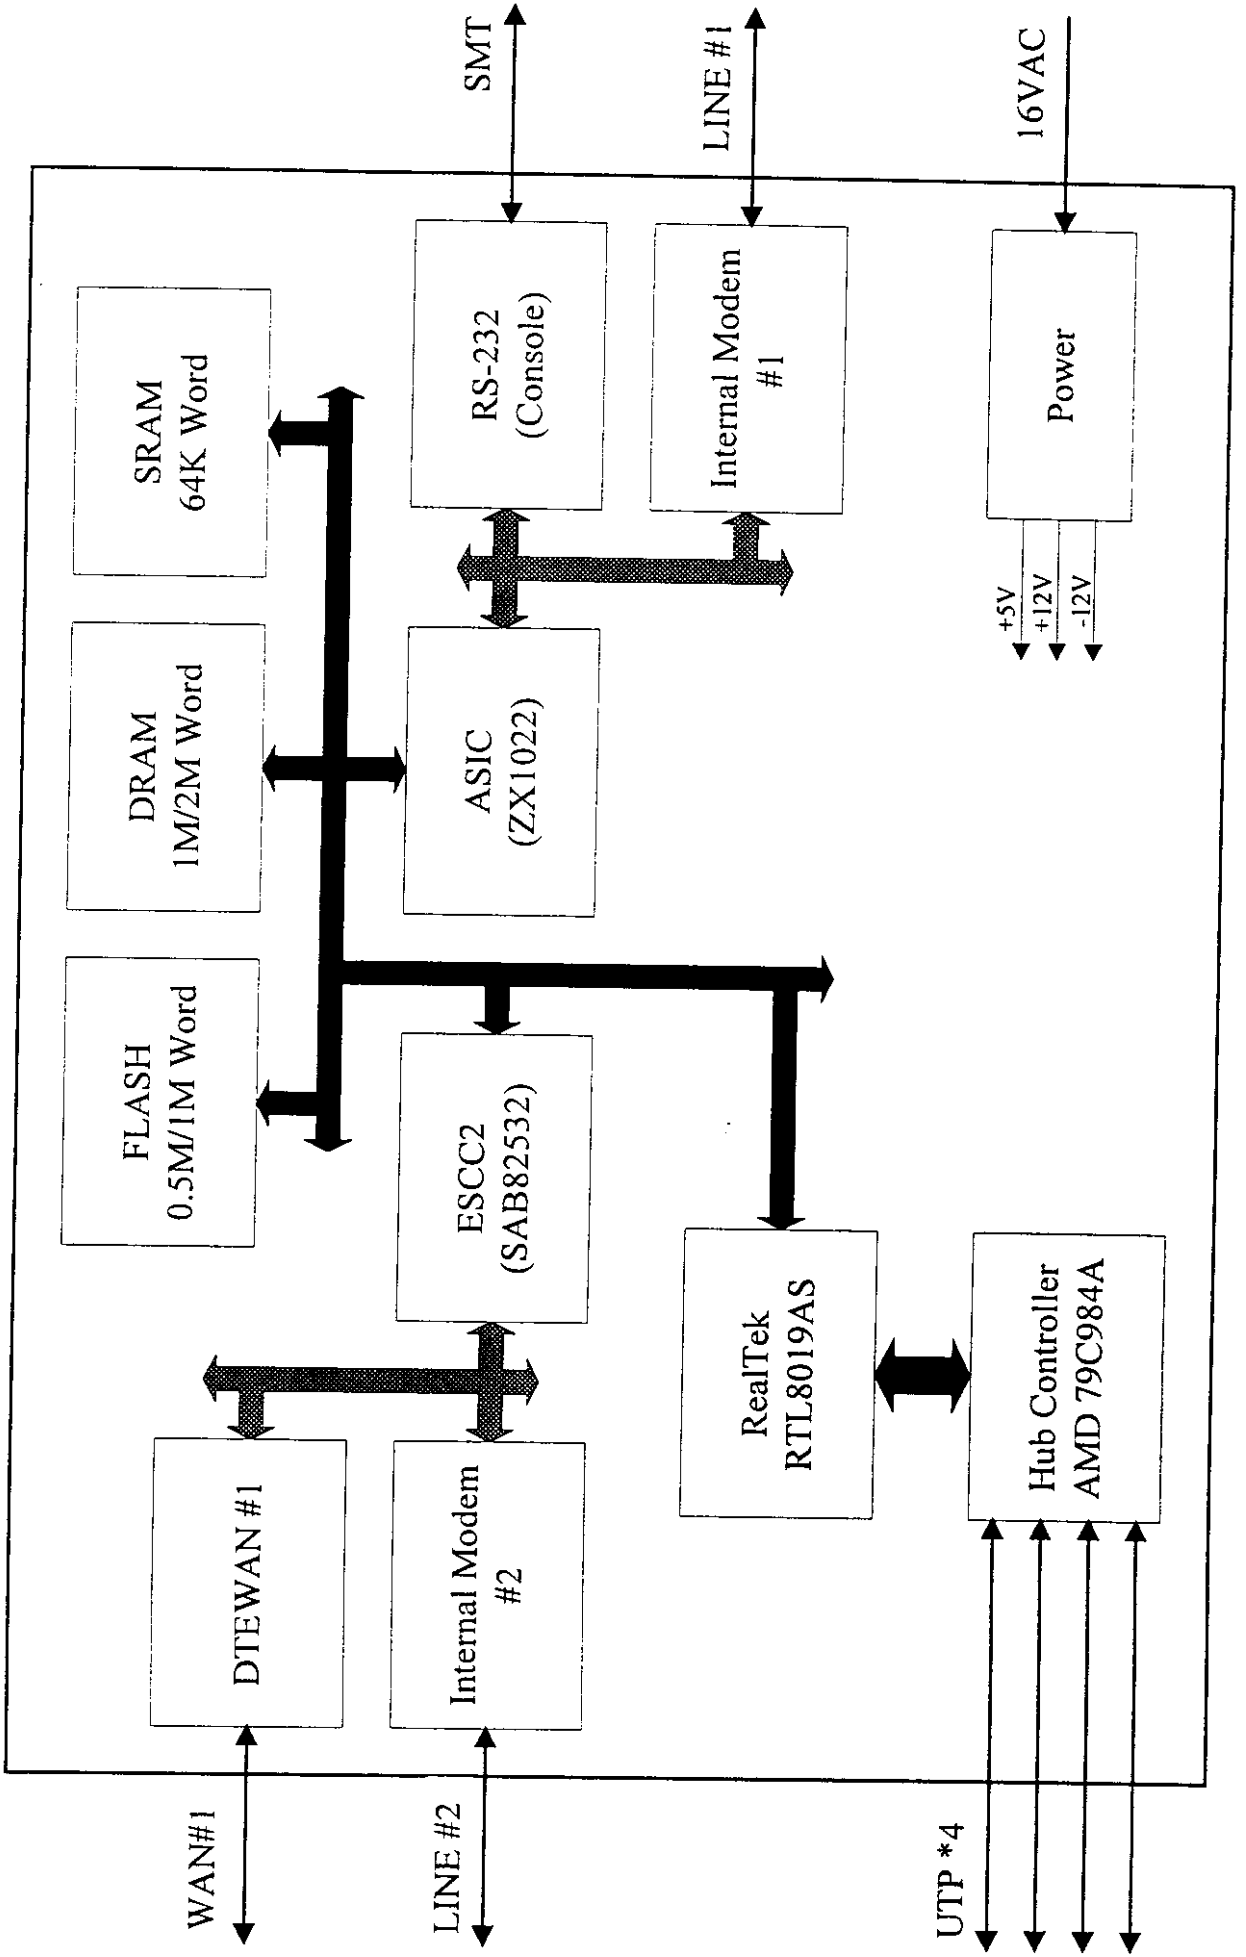 FLASH
0.5M/1M Word
DRAM
1M/2M Word
SRAM
64K Word
WAN#1
DTEWAN #1
LINE #2
Internal Modem
#2
ESCC2
(SAB82532)
ASIC
(ZX1022)
RS-232
(Console)
SMT
Internal Modem
#1
LINE #1
RealTek
RTL8019AS
UTP *4
Hub Controller
AMD 79C984A
+5V
+12V
-12V
Power
16VAC